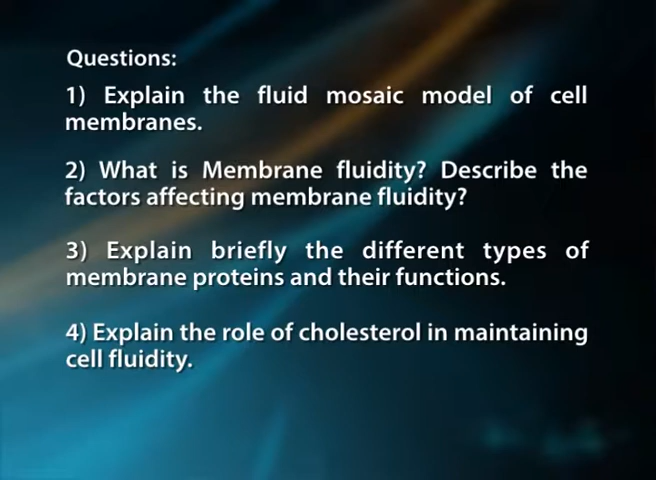 Questions:
1) Explain the fluid mosaic model of cell
membranes.
2) What is Membrane fluidity? Describe the
factors affecting membrane fluidity?
3) Explain briefly the different types of
membrane proteins and their functions.
4) Explain the role of cholesterol in maintaining
cell fluidity.